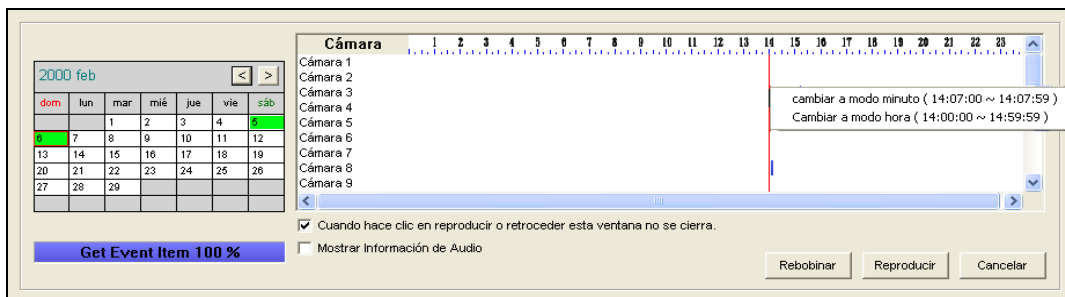 2000 feb < >
dom lun mar mié jue vie sáb
1 2 3 4 5
6 7 8 9 10 11 12
13 14 15 16 17 18 19
20 21 22 23 24 25 26
27 28 29
Get Event Item 100 %
Cámara 1 2 3 4 5 6 7 8 9 10 11 12 13 14 15 16 17 18 19 20 21 22 23
Cámara 1
Cámara 2
Cámara 3
Cámara 4
Cámara 5
Cámara 6
Cámara 7
Cámara 8
Cámara 9
cambiar a modo minuto ( 14:07:00 ~ 14:07:59 )
Cambiar a modo hora ( 14:00:00 ~ 14:59:59 )
Cuando hace clic en reproducir o retroceder esta ventana no se cierra.
Mostrar Información de Audio
Rebobinar Reproducir Cancelar